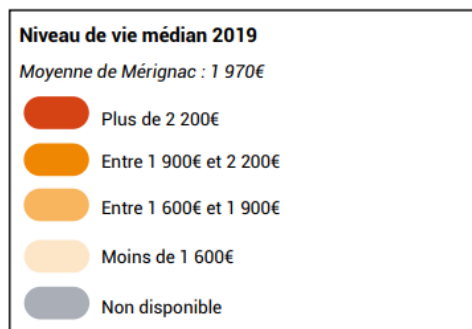 Niveau de vie médian 2019
Moyenne de Mérignac : 1 970€
Plus de 2 200€
Entre 1 900€ et 2 200€
Entre 1 600€ et 1 900€
Moins de 1 600€
Non disponible